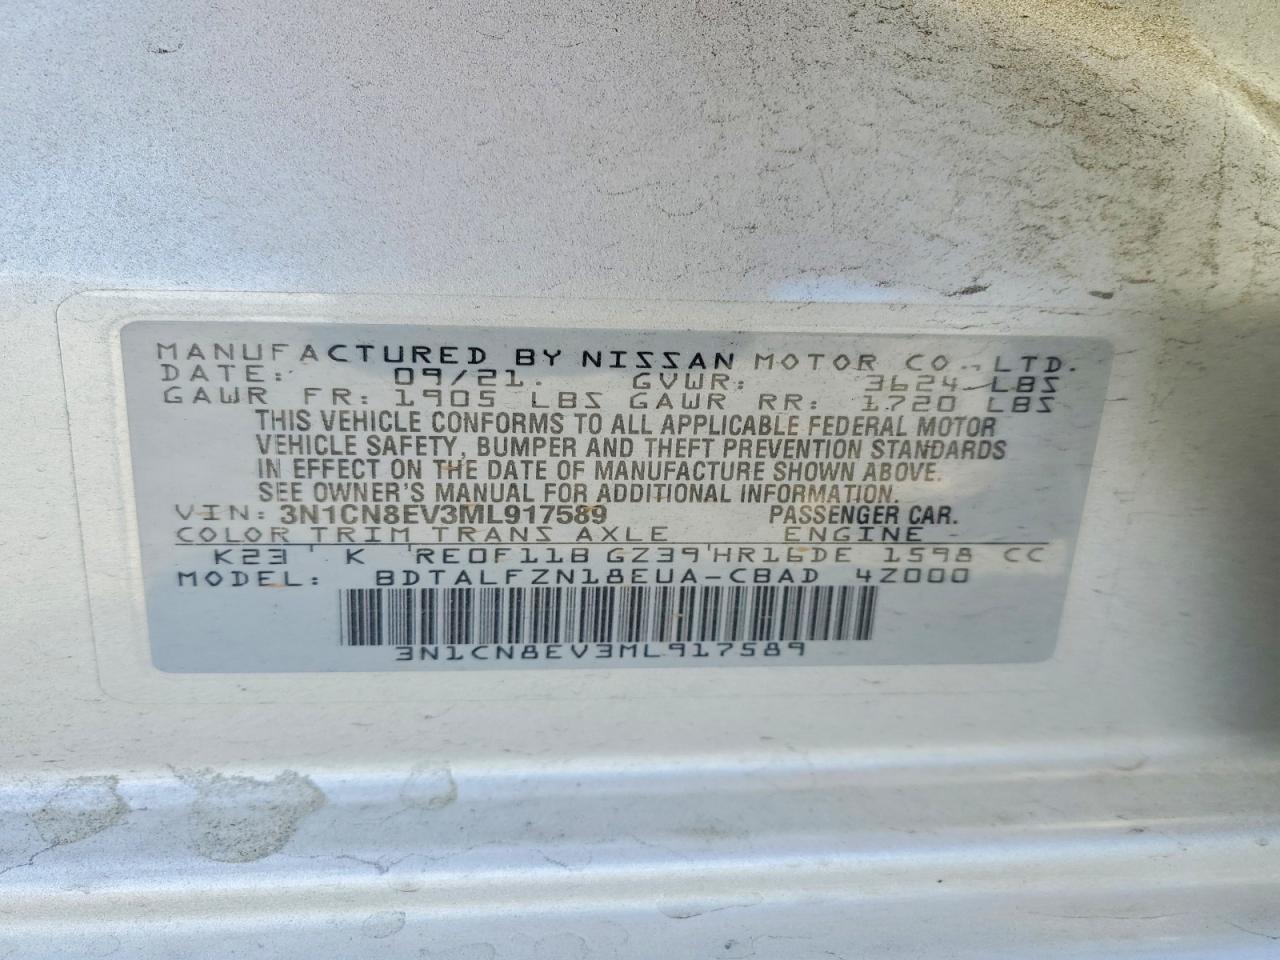 MANUFACTURED BY NISSAN MOTOR CO., LTD.
DATE: 09/21. GVWR: 3624 LBS
GAWR FR: 1905 LBS GAWR RR: 1720 LBS
THIS VEHICLE CONFORMS TO ALL APPLICABLE FEDERAL MOTOR
VEHICLE SAFETY, BUMPER AND THEFT PREVENTION STANDARDS
IN EFFECT ON THE DATE OF MANUFACTURE SHOWN ABOVE.
SEE OWNER'S MANUAL FOR ADDITIONAL INFORMATION.
VIN: 3N1CN8EV3ML917589 PASSENGER CAR.
COLOR TRIM TRANS AXLE ENGINE
K23 K RE0F11B GZ39 HR16DE 1598 CC
MODEL: BDTALFZN18EUA-CBAD 4Z000
3N1CN8EV3ML917589